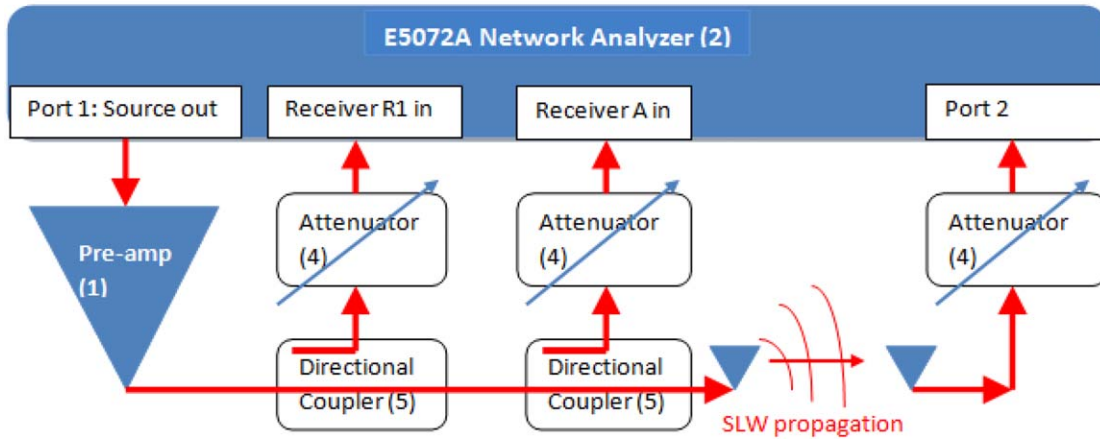 E5072A Network Analyzer (2)
Port 1: Source out
Receiver R1 in
Receiver A in
Port 2
Pre-amp
(1)
Attenuator
(4)
Attenuator
(4)
Attenuator
(4)
Directional
Coupler (5)
Directional
Coupler (5)
SLW propagation